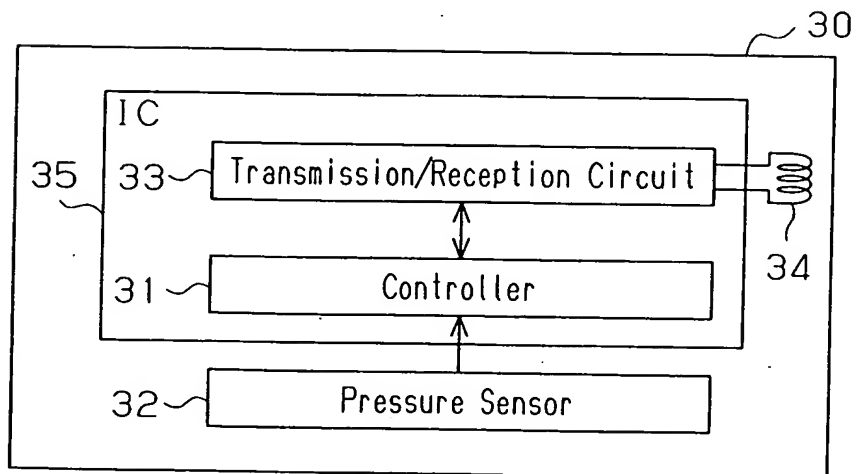 30
IC
35
33
Transmission/Reception Circuit
34
31
Controller
32
Pressure Sensor